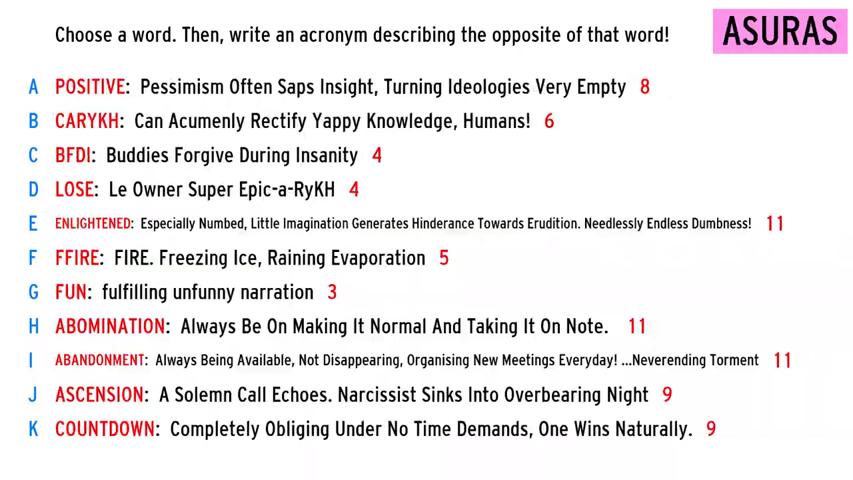 Choose a word. Then, write an acronym describing the opposite of that word!
ASURAS
A POSITIVE: Pessimism Often Saps Insight, Turning Ideologies Very Empty 8
B CARYKH: Can Acumenly Rectify Yappy Knowledge, Humans! 6
C BFDI: Buddies Forgive During Insanity 4
D LOSE: Le Owner Super Epic-a-RyKH 4
E ENLIGHTENED: Especially Numbed, Little Imagination Generates Hinderance Towards Erudition. Needlessly Endless Dumbness! 11
F FFIRE: FIRE. Freezing Ice, Raining Evaporation 5
G FUN: fulfilling unfunny narration 3
H ABOMINATION: Always Be On Making It Normal And Taking It On Note. 11
I ABANDONMENT: Always Being Available, Not Disappearing, Organising New Meetings Everyday! ...Neverending Torment 11
J ASCENSION: A Solemn Call Echoes. Narcissist Sinks Into Overbearing Night 9
K COUNTDOWN: Completely Obliging Under No Time Demands, One Wins Naturally. 9